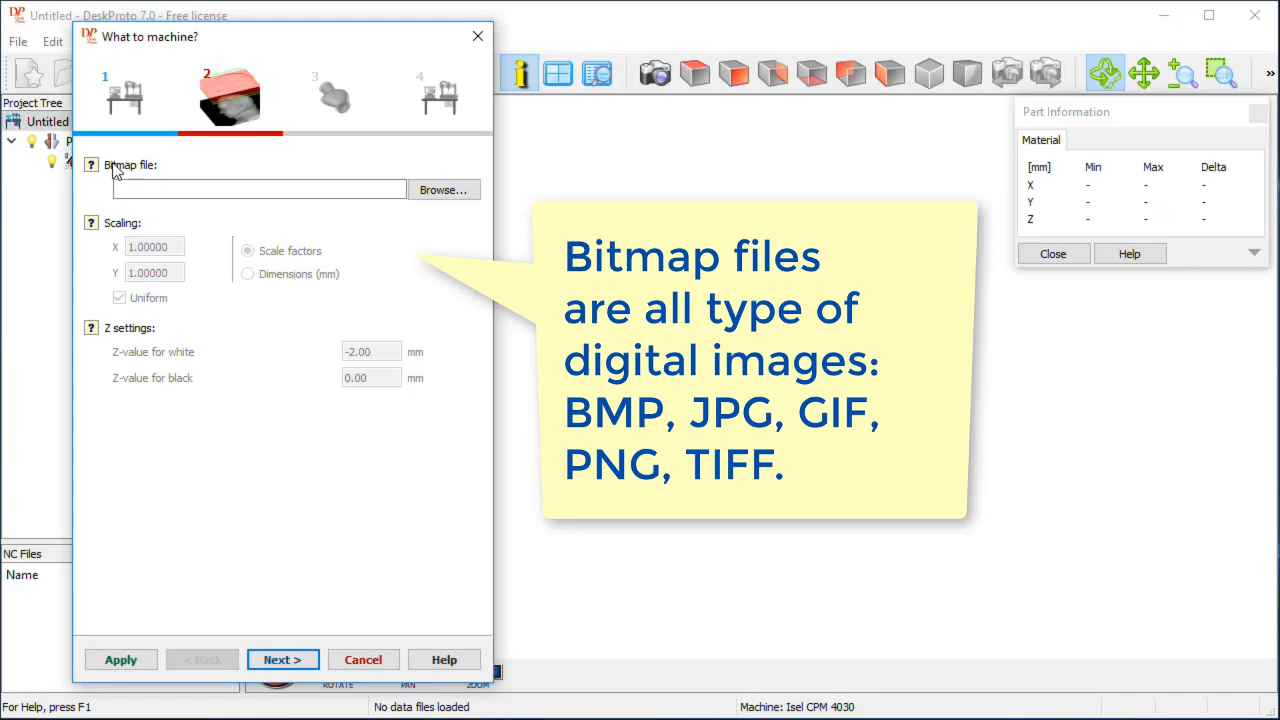 Untitled - DeskProto 7.0 - Free license
File
Edit
What to machine?
1
2
3
4
Project Tree
Untitled
P
Bitmap file:
Browse...
Scaling:
X 1.00000
Y 1.00000
Scale factors
Dimensions (mm)
Uniform
Z settings:
Z-value for white
-2.00 mm
Z-value for black
0.00 mm
Bitmap files
are all type of
digital images:
BMP, JPG, GIF,
PNG, TIFF.
Part Information
Material
[mm] Min Max Delta
X - - -
Y - - -
Z - - -
Close
Help
NC Files
Name
Apply
< Back
Next >
Cancel
Help
ROTATE
PAN
ZOOM
For Help, press F1
No data files loaded
Machine: Isel CPM 4030